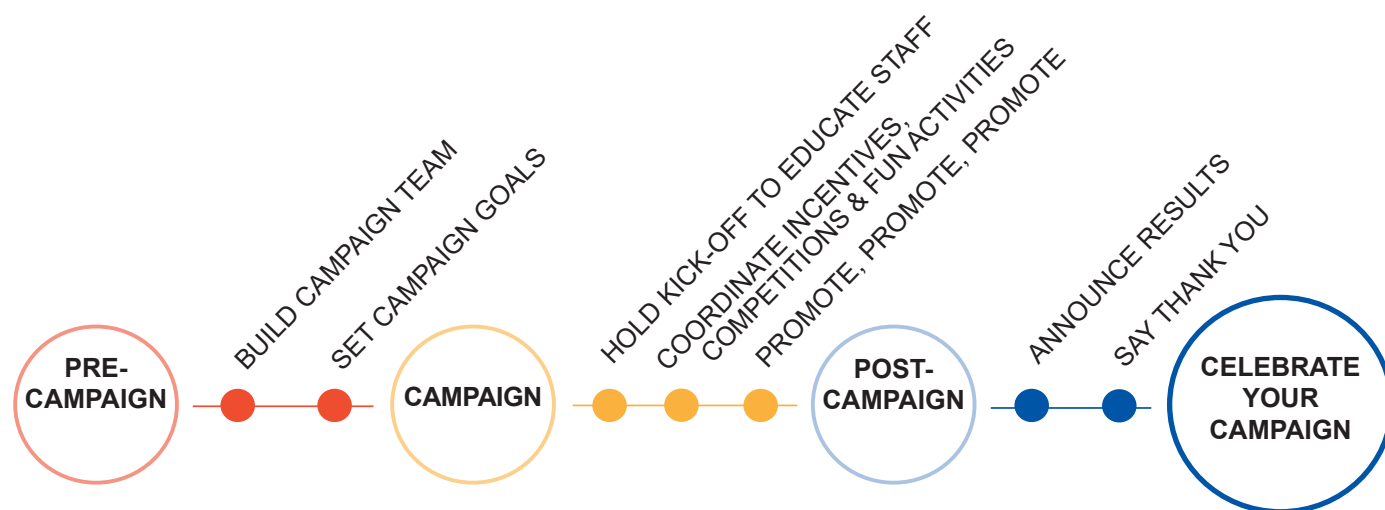 PRE-
CAMPAIGN
BUILD CAMPAIGN TEAM
SET CAMPAIGN GOALS
CAMPAIGN
HOLD KICK-OFF TO EDUCATE STAFF
COORDINATE INCENTIVES,
COMPETITIONS & FUN ACTIVITIES
PROMOTE, PROMOTE, PROMOTE
POST-
CAMPAIGN
ANNOUNCE RESULTS
SAY THANK YOU
CELEBRATE
YOUR
CAMPAIGN